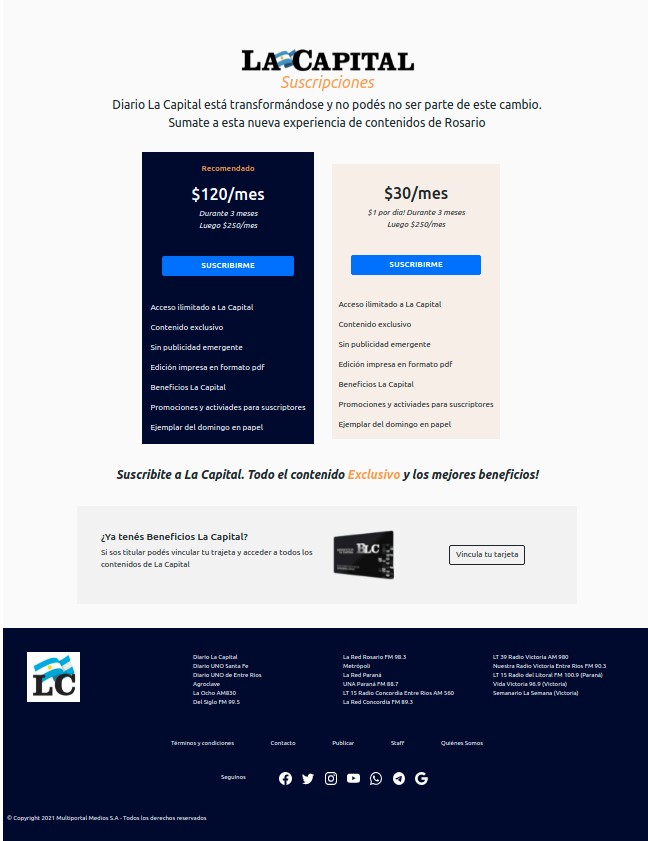 LA CAPITAL
Suscripciones
Diario La Capital está transformándose y no podés no ser parte de este cambio.
Sumate a esta nueva experiencia de contenidos de Rosario
Recomendado
$120/mes
Durante 3 meses
Luego $250/mes
SUSCRIBIRME
Acceso ilimitado a La Capital
Contenido exclusivo
Sin publicidad emergente
Edición impresa en formato pdf
Beneficios La Capital
Promociones y activiades para suscriptores
Ejemplar del domingo en papel
$30/mes
$1 por dia! Durante 3 meses
Luego $250/mes
SUSCRIBIRME
Acceso ilimitado a La Capital
Contenido exclusivo
Sin publicidad emergente
Edición impresa en formato pdf
Beneficios La Capital
Promociones y activiades para suscriptores
Ejemplar del domingo en papel
Suscribite a La Capital. Todo el contenido Exclusivo y los mejores beneficios!
¿Ya tenés Beneficios La Capital?
Si sos titular podés vincular tu trajeta y acceder a todos los
contenidos de La Capital
BLC
Vincula tu tarjeta
LC
Diario La Capital
Diario UNO Santa Fe
Diario UNO de Entre Rios
Agroclave
La Ocho AM830
Del Siglo FM 99.5
La Red Rosario FM 98.3
Metrópoli
La Red Paraná
UNA Paraná FM 88.7
LT 15 Radio Concordia Entre Rios AM 560
La Red Concordia FM 89.3
LT 39 Radio Victoria AM 980
Nuestra Radio Victoria Entre Rios FM 90.3
LT 15 Radio del Litoral FM 100.9 (Paraná)
Vida Victoria 96.9 (Victoria)
Semanario La Semana (Victoria)
Términos y condiciones
Contacto
Publicar
Staff
Quiénes Somos
Seguinos
© Copyright 2021 Multiportal Medios S.A - Todos los derechos reservados